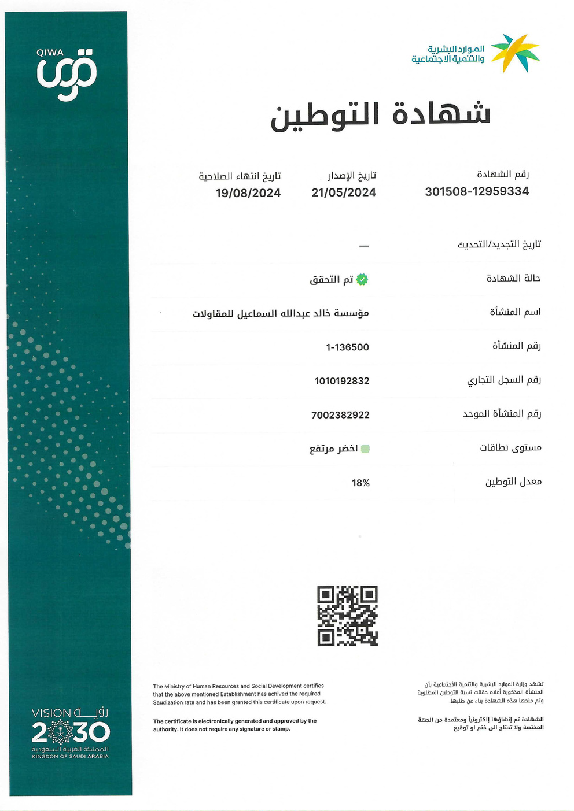 QIWA
قوى
الموارد البشرية
والتنمية الاجتماعية
شهادة التوطين
رقم الشهادة
301508-12959334
تاريخ الإصدار
21/05/2024
تاريخ انتهاء الصلاحية
19/08/2024
تاريخ التجديد/التحديث
—
حالة الشهادة
تم التحقق
اسم المنشأة
مؤسسة خالد عبدالله السماعيل للمقاولات
رقم المنشأة
1-136500
رقم السجل التجاري
1010192832
رقم المنشأة الموحد
7002382922
مستوى نطاقات
اخضر مرتفع
معدل التوطين
18%
تشهد وزارة الموارد البشرية والتنمية الاجتماعية بأن
المنشأة المذكورة أعلاه حققت نسبة التوطين المطلوبة
وتم منحها هذه الشهادة بناء على طلبها
الشهادة تم إنشاؤها إلكترونياً ومعتمدة من الجهة
المختصة ولا تحتاج الى ختم او توقيع
The Ministry of Human Resources and Social Development certifies
that the above mentioned Establishment has achived the required
Saudization rate and has been granted this certificate upon request.
The certificate is electronically generated and approved by the
authority. It does not require any signature or stamp.
VISION رؤيـــة
2030
المملكة العربية السعودية
KINGDOM OF SAUDI ARABIA